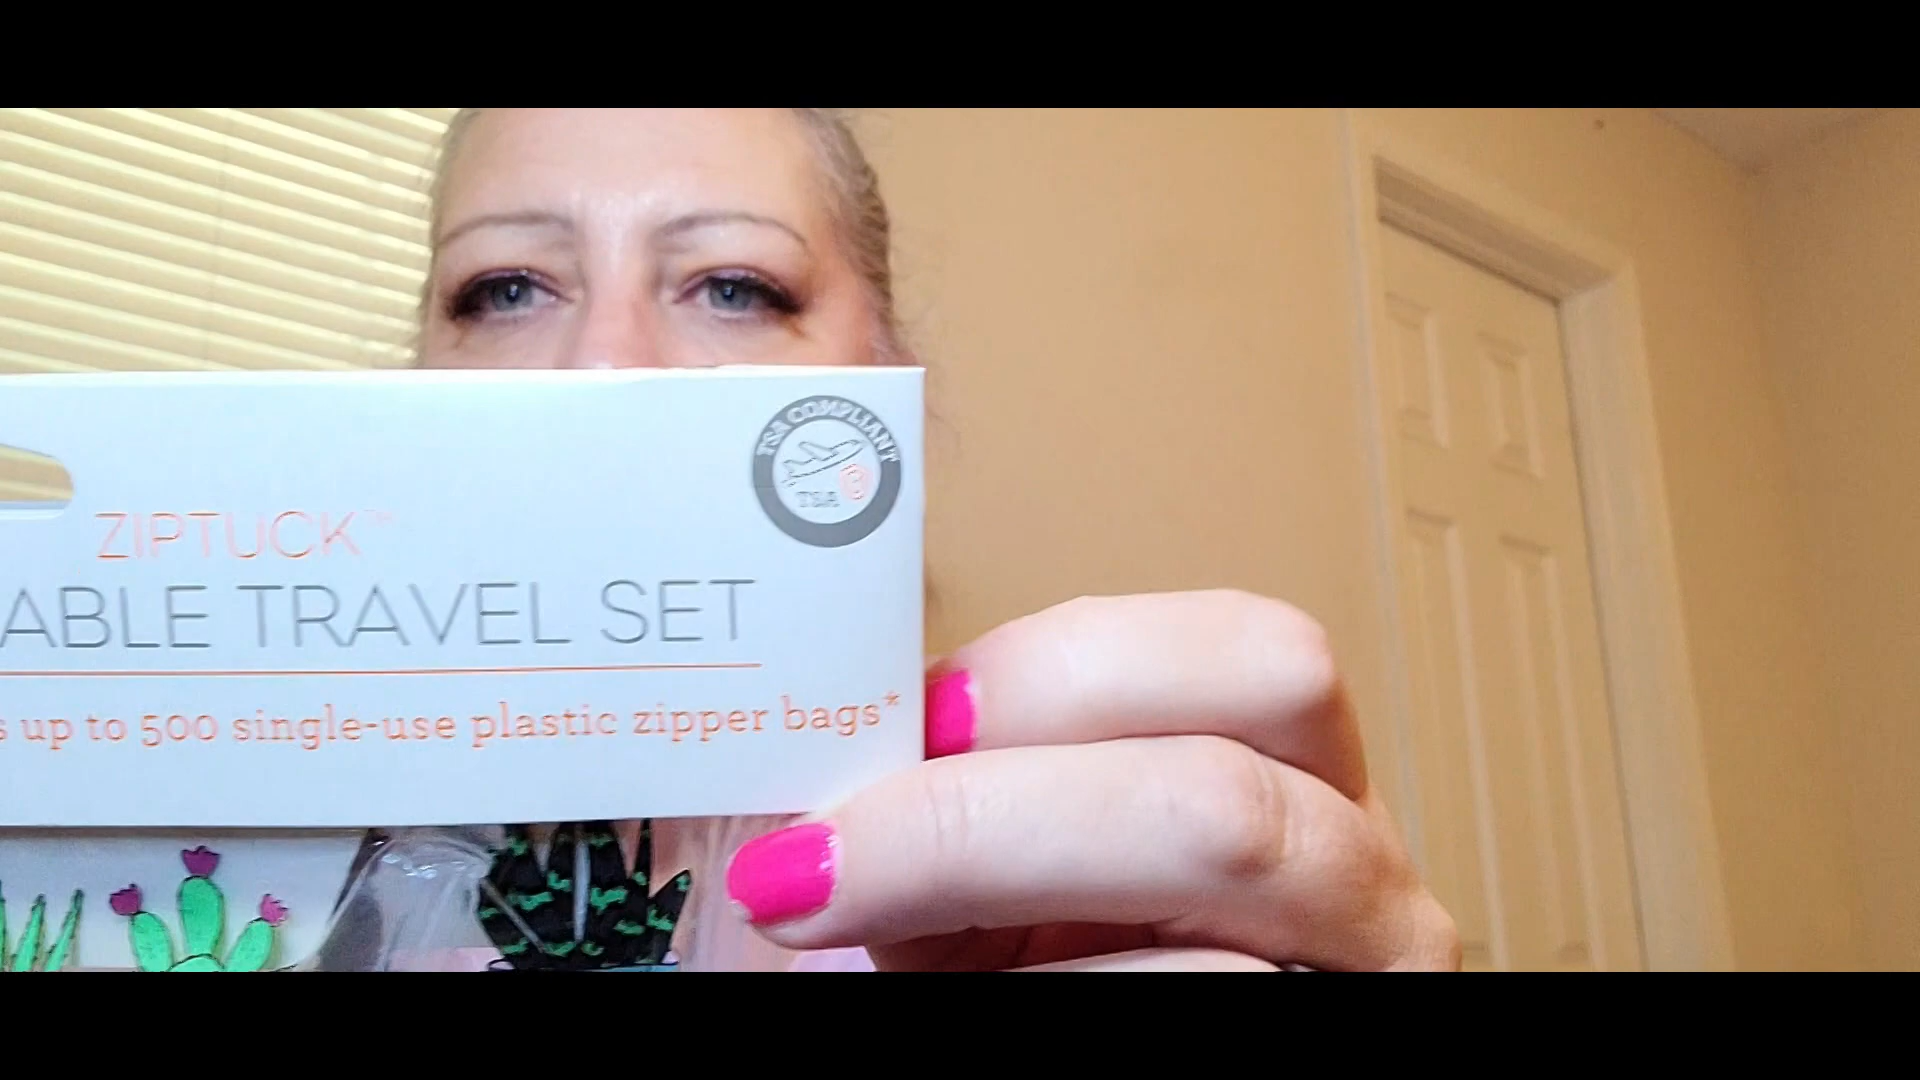 TSA COMPLIANT
TSA
ZIPTUCK™
ABLE TRAVEL SET
s up to 500 single-use plastic zipper bags*